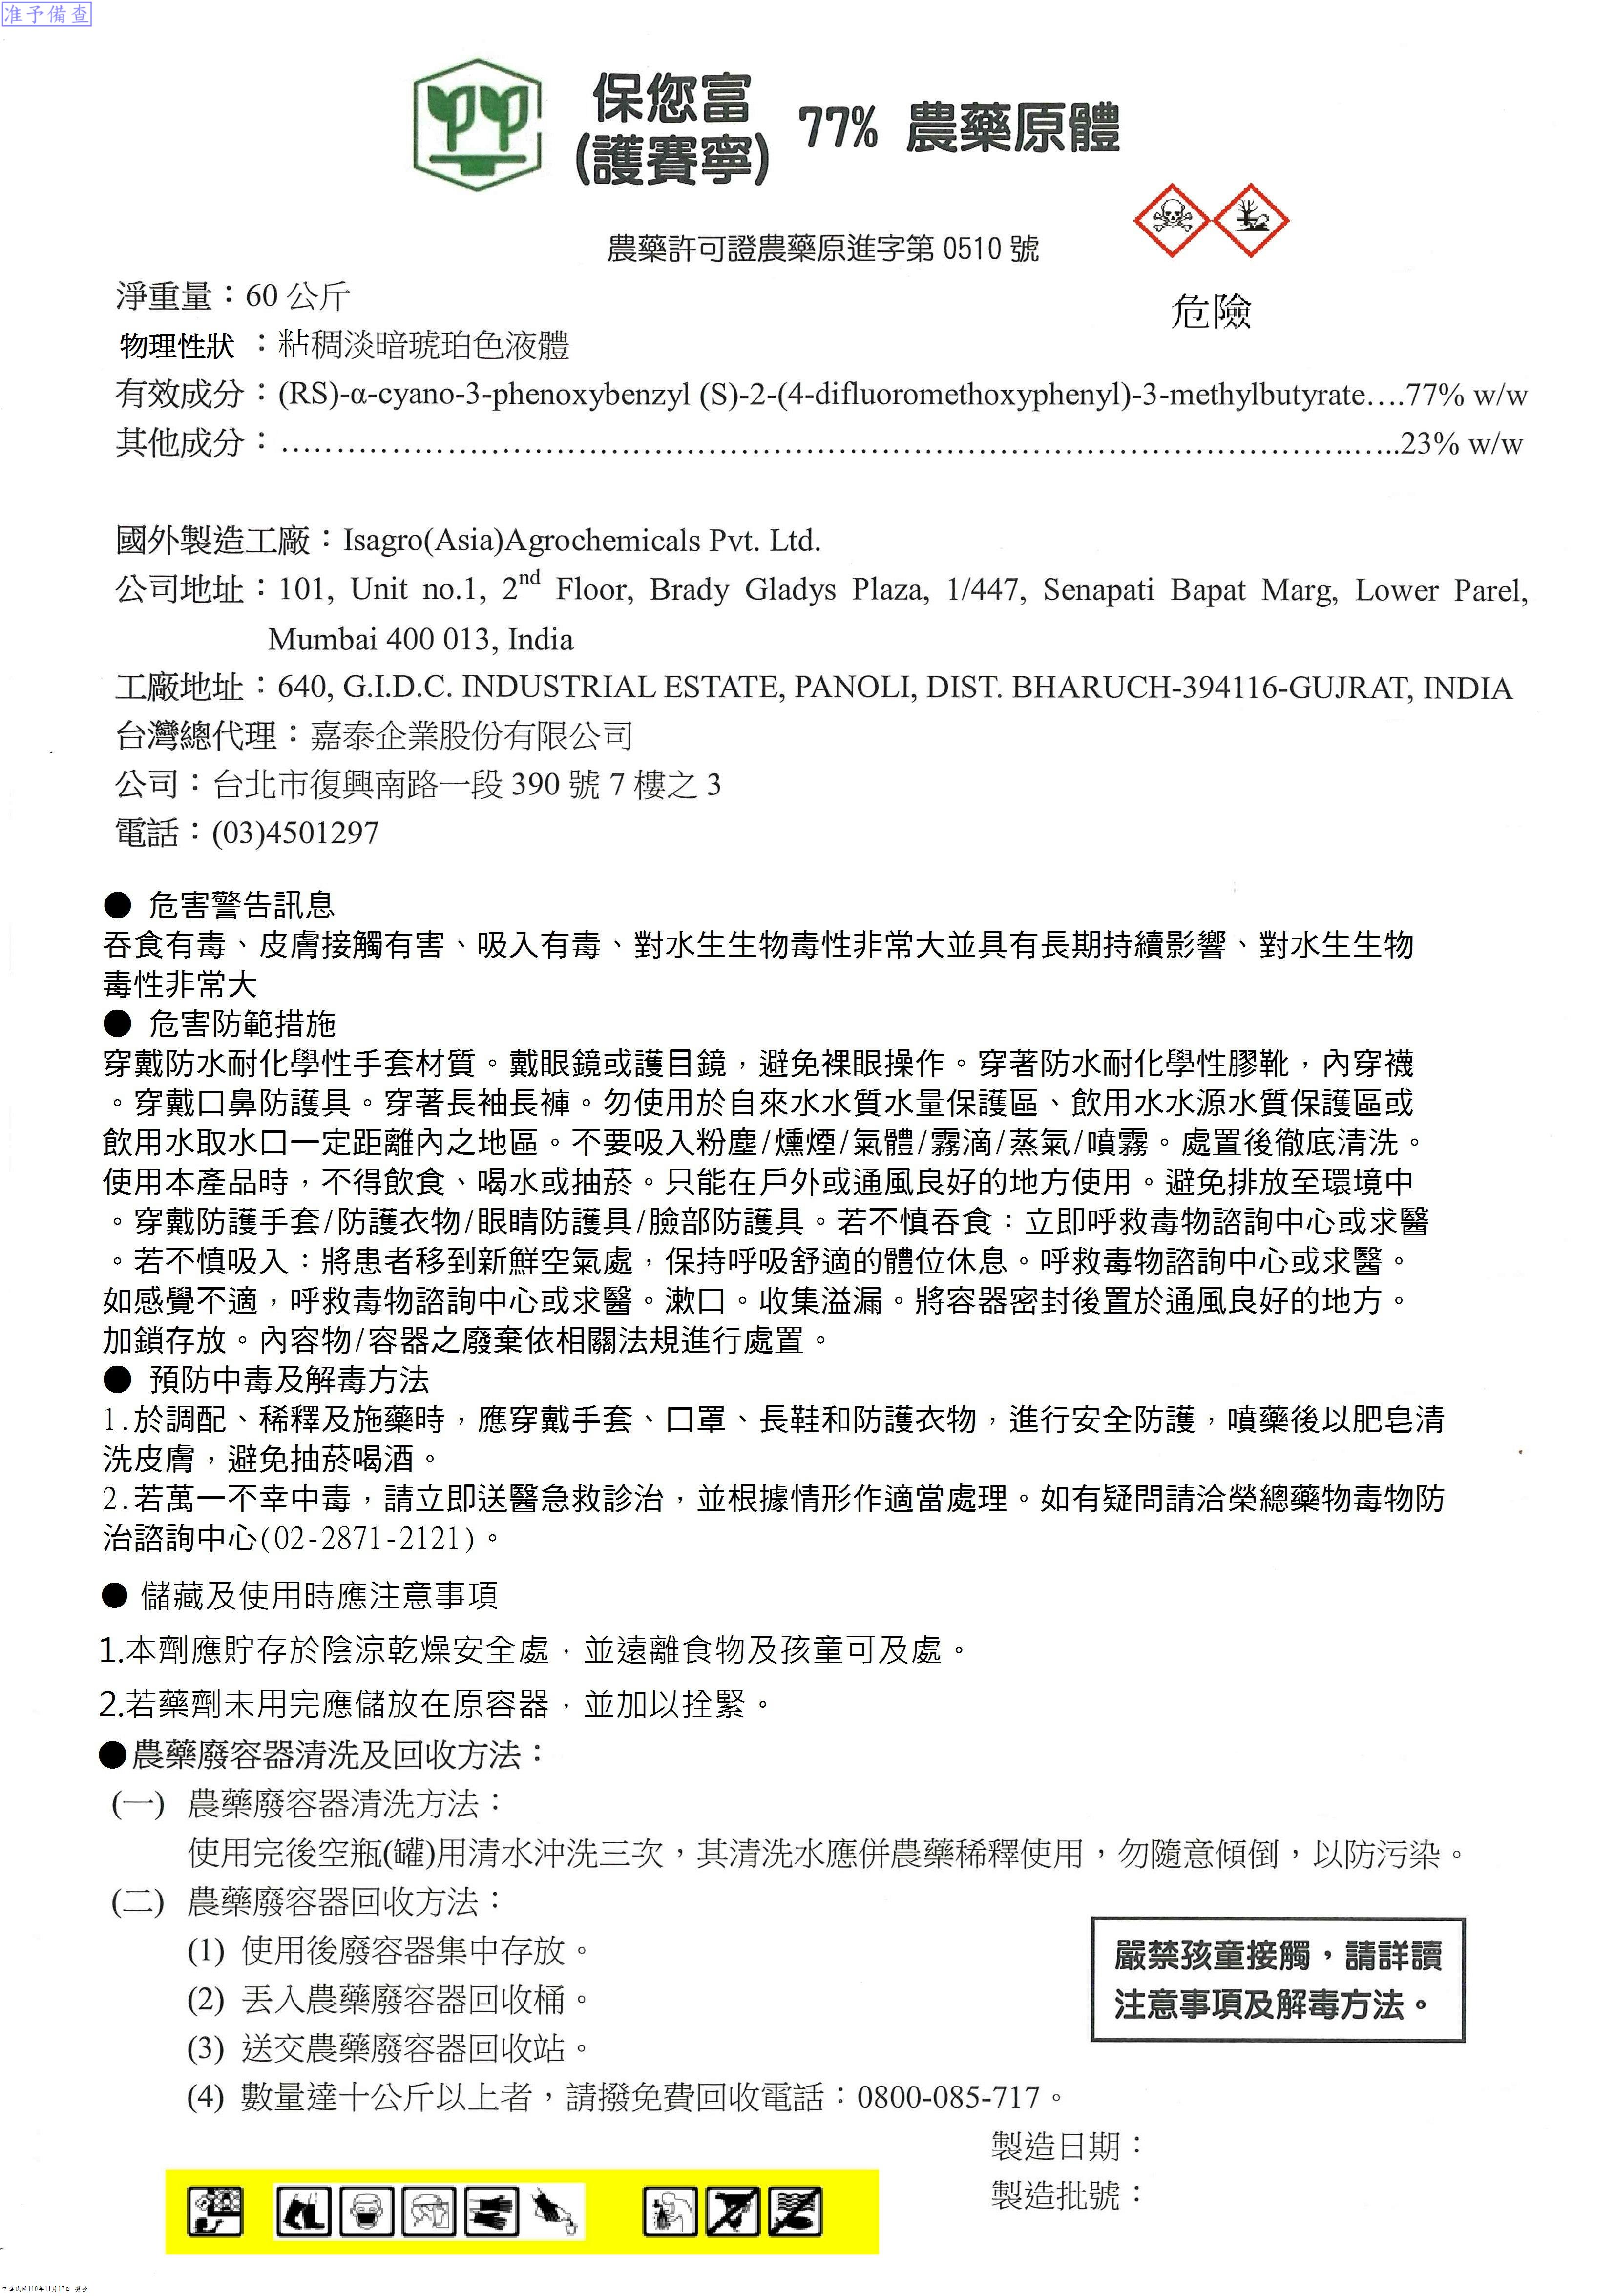 准予備查
保您富
(護賽寧)
77% 農藥原體
農藥許可證農藥原進字第 0510 號
淨重量：60 公斤
危險
物理性狀 ：粘稠淡暗琥珀色液體
有效成分：(RS)-α-cyano-3-phenoxybenzyl (S)-2-(4-difluoromethoxyphenyl)-3-methylbutyrate….77% w/w
其他成分：…………………………………………………………………………………………….…..23% w/w
國外製造工廠：Isagro(Asia)Agrochemicals Pvt. Ltd.
公司地址：101, Unit no.1, 2nd Floor, Brady Gladys Plaza, 1/447, Senapati Bapat Marg, Lower Parel,
Mumbai 400 013, India
工廠地址：640, G.I.D.C. INDUSTRIAL ESTATE, PANOLI, DIST. BHARUCH-394116-GUJRAT, INDIA
台灣總代理：嘉泰企業股份有限公司
公司：台北市復興南路一段 390 號 7 樓之 3
電話：(03)4501297
● 危害警告訊息
吞食有毒、皮膚接觸有害、吸入有毒、對水生生物毒性非常大並具有長期持續影響、對水生生物
毒性非常大
● 危害防範措施
穿戴防水耐化學性手套材質。戴眼鏡或護目鏡，避免裸眼操作。穿著防水耐化學性膠靴，內穿襪
。穿戴口鼻防護具。穿著長袖長褲。勿使用於自來水水質水量保護區、飲用水水源水質保護區或
飲用水取水口一定距離內之地區。不要吸入粉塵/燻煙/氣體/霧滴/蒸氣/噴霧。處置後徹底清洗。
使用本產品時，不得飲食、喝水或抽菸。只能在戶外或通風良好的地方使用。避免排放至環境中
。穿戴防護手套/防護衣物/眼睛防護具/臉部防護具。若不慎吞食：立即呼救毒物諮詢中心或求醫
。若不慎吸入：將患者移到新鮮空氣處，保持呼吸舒適的體位休息。呼救毒物諮詢中心或求醫。
如感覺不適，呼救毒物諮詢中心或求醫。漱口。收集溢漏。將容器密封後置於通風良好的地方。
加鎖存放。內容物/容器之廢棄依相關法規進行處置。
● 預防中毒及解毒方法
1.於調配、稀釋及施藥時，應穿戴手套、口罩、長鞋和防護衣物，進行安全防護，噴藥後以肥皂清
洗皮膚，避免抽菸喝酒。
2.若萬一不幸中毒，請立即送醫急救診治，並根據情形作適當處理。如有疑問請洽榮總藥物毒物防
治諮詢中心(02-2871-2121)。
● 儲藏及使用時應注意事項
1.本劑應貯存於陰涼乾燥安全處，並遠離食物及孩童可及處。
2.若藥劑未用完應儲放在原容器，並加以拴緊。
●農藥廢容器清洗及回收方法：
(一) 農藥廢容器清洗方法：
使用完後空瓶(罐)用清水沖洗三次，其清洗水應併農藥稀釋使用，勿隨意傾倒，以防污染。
(二) 農藥廢容器回收方法：
(1) 使用後廢容器集中存放。
(2) 丟入農藥廢容器回收桶。
(3) 送交農藥廢容器回收站。
(4) 數量達十公斤以上者，請撥免費回收電話：0800-085-717。
嚴禁孩童接觸，請詳讀
注意事項及解毒方法。
製造日期：
製造批號：
中華民國110年11月17日 簽發